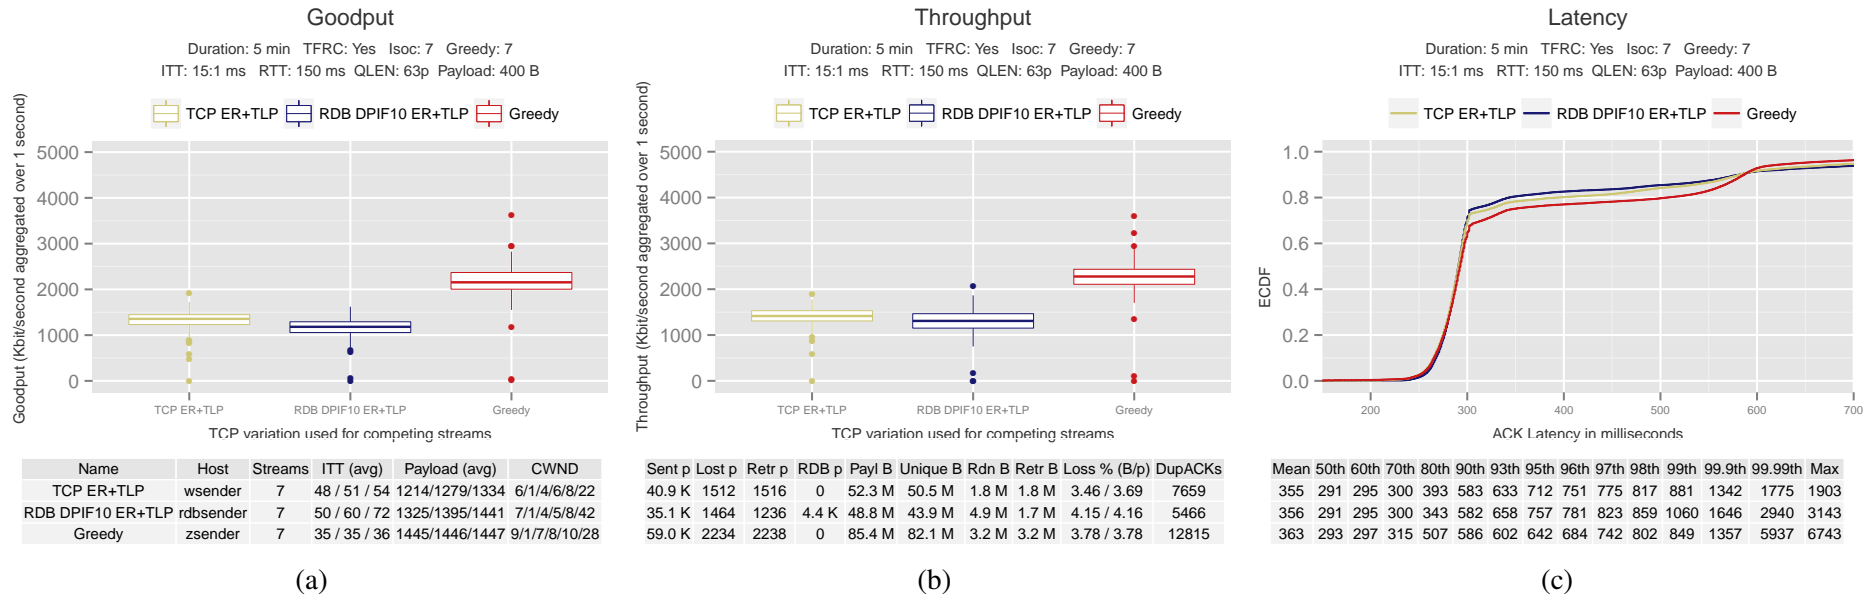 Goodput
Duration: 5 min TFRC: Yes Isoc: 7 Greedy: 7
ITT: 15:1 ms RTT: 150 ms QLEN: 63p Payload: 400 B
TCP ER+TLP RDB DPIF10 ER+TLP Greedy
Goodput (Kbit/second aggregated over 1 second)
5000
4000
3000
2000
1000
0
TCP ER+TLP RDB DPIF10 ER+TLP Greedy
TCP variation used for competing streams
Name Host Streams ITT (avg) Payload (avg) CWND
TCP ER+TLP wsender 7 48 / 51 / 54 1214/1279/1334 6/1/4/6/8/22
RDB DPIF10 ER+TLP rdbsender 7 50 / 60 / 72 1325/1395/1441 7/1/4/5/8/42
Greedy zsender 7 35 / 35 / 36 1445/1446/1447 9/1/7/8/10/28
(a)
Throughput
Duration: 5 min TFRC: Yes Isoc: 7 Greedy: 7
ITT: 15:1 ms RTT: 150 ms QLEN: 63p Payload: 400 B
TCP ER+TLP RDB DPIF10 ER+TLP Greedy
Throughput (Kbit/second aggregated over 1 second)
5000
4000
3000
2000
1000
0
TCP ER+TLP RDB DPIF10 ER+TLP Greedy
TCP variation used for competing streams
Sent p Lost p Retr p RDB p Payl B Unique B Rdn B Retr B Loss % (B/p) DupACKs
40.9 K 1512 1516 0 52.3 M 50.5 M 1.8 M 1.8 M 3.46 / 3.69 7659
35.1 K 1464 1236 4.4 K 48.8 M 43.9 M 4.9 M 1.7 M 4.15 / 4.16 5466
59.0 K 2234 2238 0 85.4 M 82.1 M 3.2 M 3.2 M 3.78 / 3.78 12815
(b)
Latency
Duration: 5 min TFRC: Yes Isoc: 7 Greedy: 7
ITT: 15:1 ms RTT: 150 ms QLEN: 63p Payload: 400 B
TCP ER+TLP RDB DPIF10 ER+TLP Greedy
ECDF
1.0
0.8
0.6
0.4
0.2
0.0
200 300 400 500 600 700
ACK Latency in milliseconds
Mean 50th 60th 70th 80th 90th 93th 95th 96th 97th 98th 99th 99.9th 99.99th Max
355 291 295 300 393 583 633 712 751 775 817 881 1342 1775 1903
356 291 295 300 343 582 658 757 781 823 859 1060 1646 2940 3143
363 293 297 315 507 586 602 642 684 742 802 849 1357 5937 6743
(c)